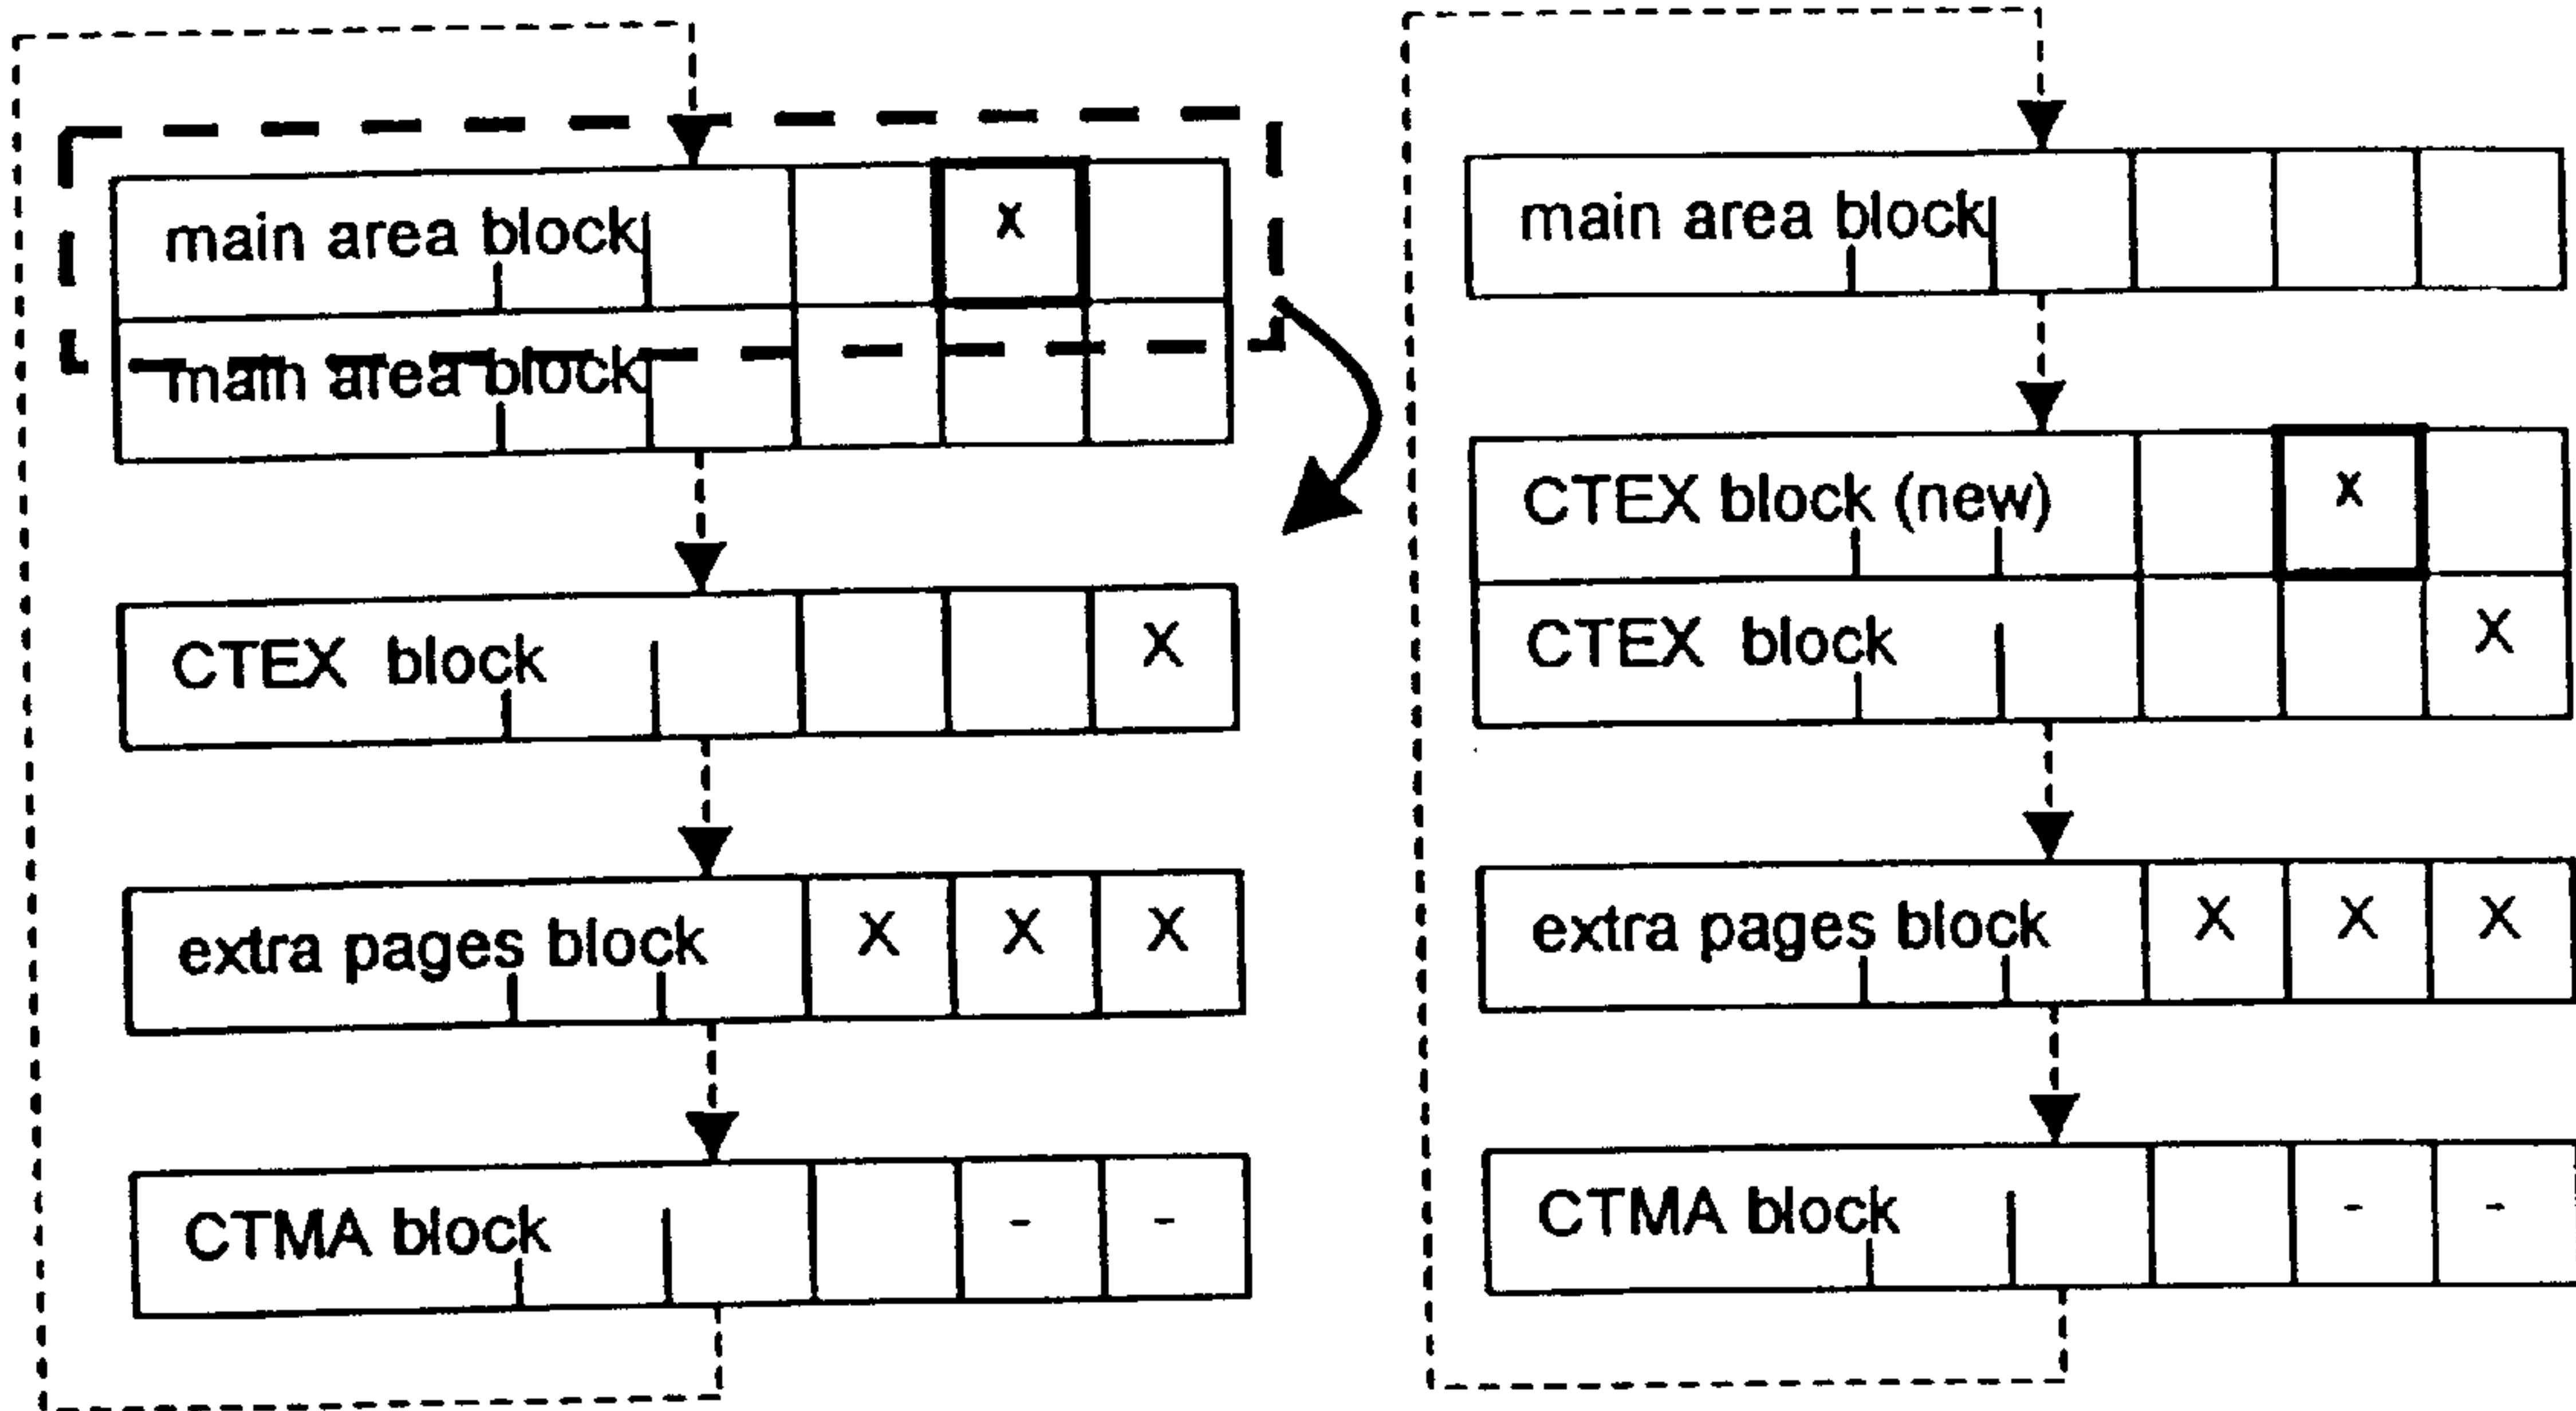 main area block x
main area block
CTEX block X
extra pages block X X X
CTMA block - -
main area block
CTEX block (new) x
CTEX block X
extra pages block X X X
CTMA block - -